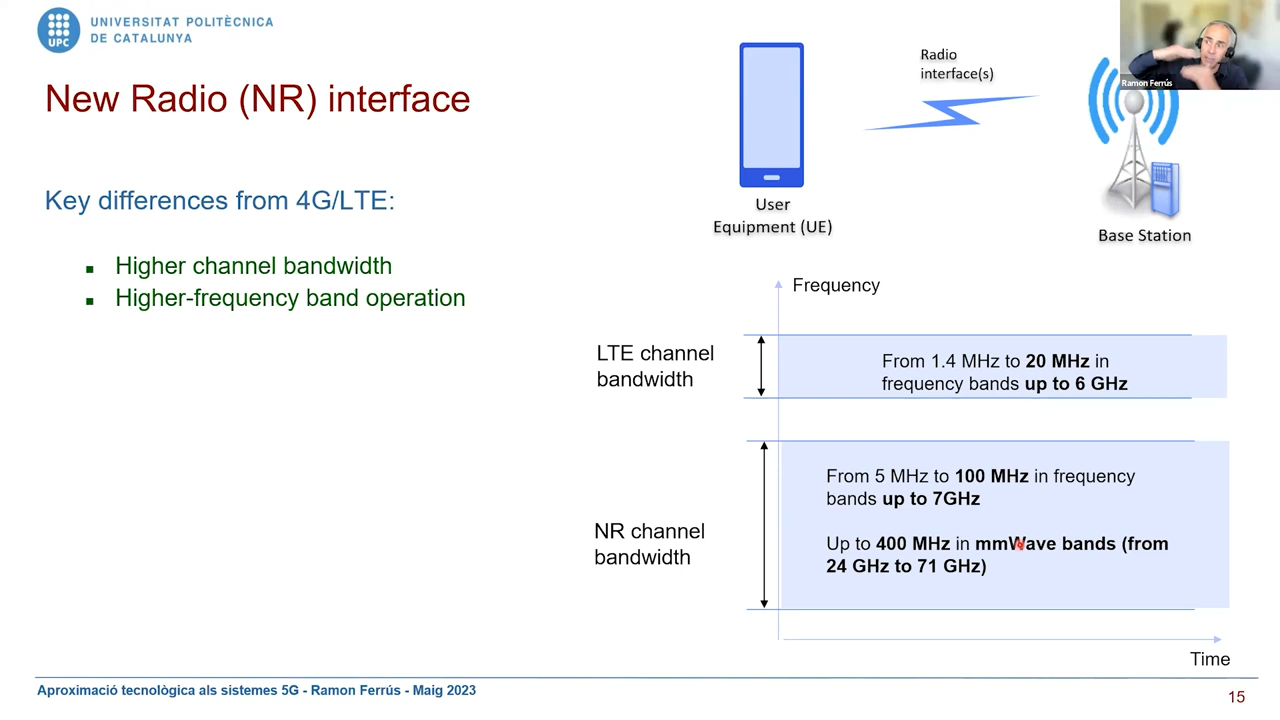 UNIVERSITAT POLITÈCNICA
DE CATALUNYA
UPC
New Radio (NR) interface
Radio
interface(s)
Ramon Ferrús
User
Equipment (UE)
Base Station
Key differences from 4G/LTE:
Higher channel bandwidth
Higher-frequency band operation
Frequency
LTE channel
bandwidth
From 1.4 MHz to 20 MHz in
frequency bands up to 6 GHz
NR channel
bandwidth
From 5 MHz to 100 MHz in frequency
bands up to 7GHz
Up to 400 MHz in mmWave bands (from
24 GHz to 71 GHz)
Time
Aproximació tecnològica als sistemes 5G - Ramon Ferrús - Maig 2023
15